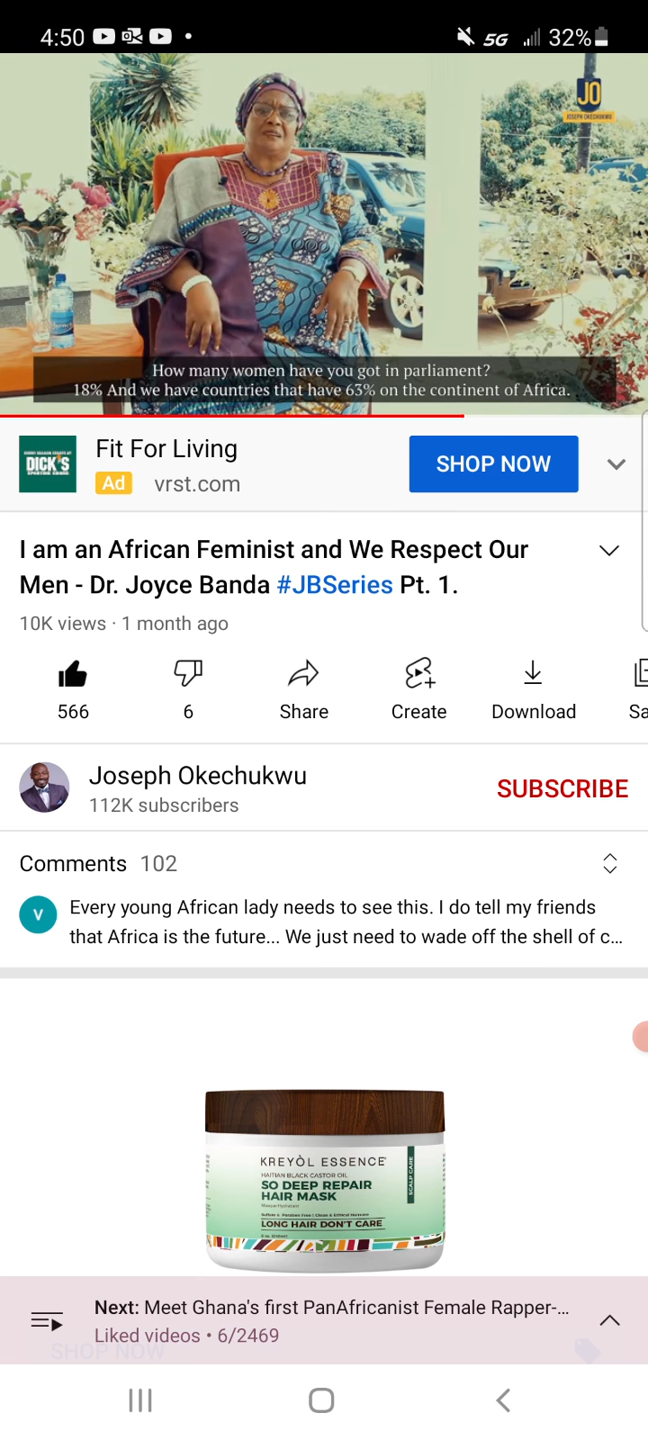 4:50
5G
32%
JO
JOSEPH OKECHUKWU
How many women have you got in parliament?
18% And we have countries that have 63% on the continent of Africa.
DICK'S
SPORTING GOODS
Fit For Living
Ad vrst.com
SHOP NOW
I am an African Feminist and We Respect Our
Men - Dr. Joyce Banda #JBSeries Pt. 1.
10K views · 1 month ago
566
6
Share
Create
Download
Sa
Joseph Okechukwu
112K subscribers
SUBSCRIBE
Comments 102
V
Every young African lady needs to see this. I do tell my friends
that Africa is the future... We just need to wade off the shell of c...
KREYÒL ESSENCE
HAITIAN BLACK CASTOR OIL
SO DEEP REPAIR
HAIR MASK
SCALP CARE
LONG HAIR DON'T CARE
Next: Meet Ghana's first PanAfricanist Female Rapper-...
Liked videos • 6/2469
SHOP NOW